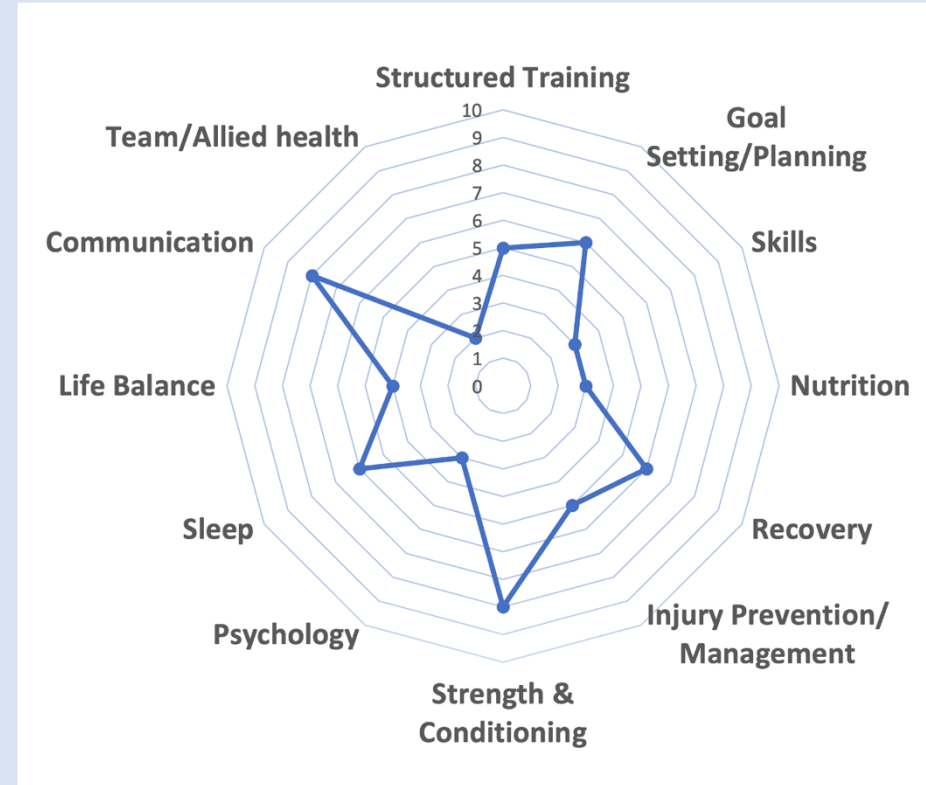 Structured Training
Team/Allied health
Goal
Setting/Planning
Communication
Skills
Life Balance
Nutrition
Sleep
Recovery
Psychology
Injury Prevention/
Management
Strength &
Conditioning
10
9
8
7
6
5
4
3
2
1
0